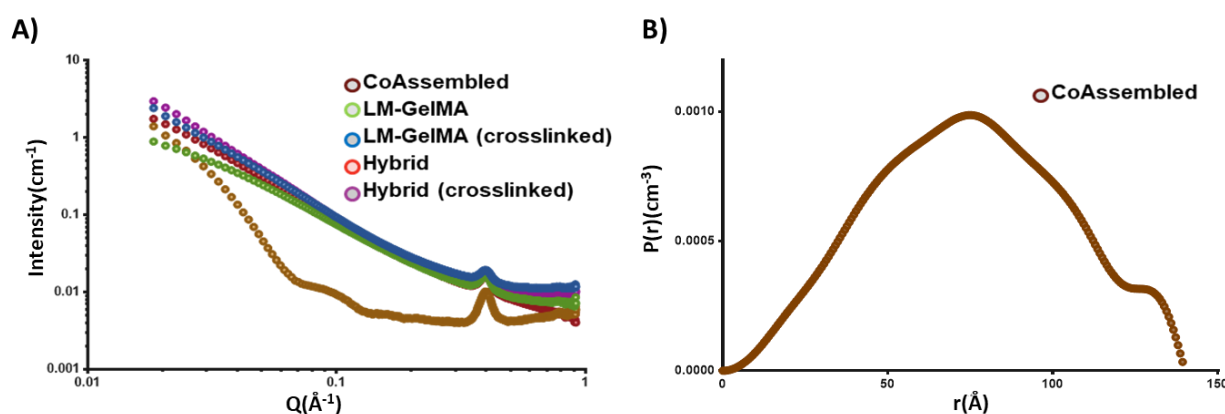 A)
Intensity(cm-1)
10
1
0.1
0.01
0.001
0.01
0.1
1
Q(Å-1)
CoAssembled
LM-GelMA
LM-GelMA (crosslinked)
Hybrid
Hybrid (crosslinked)
B)
P(r)(cm-3)
0.0010
0.0005
0.0000
0
50
100
150
r(Å)
CoAssembled